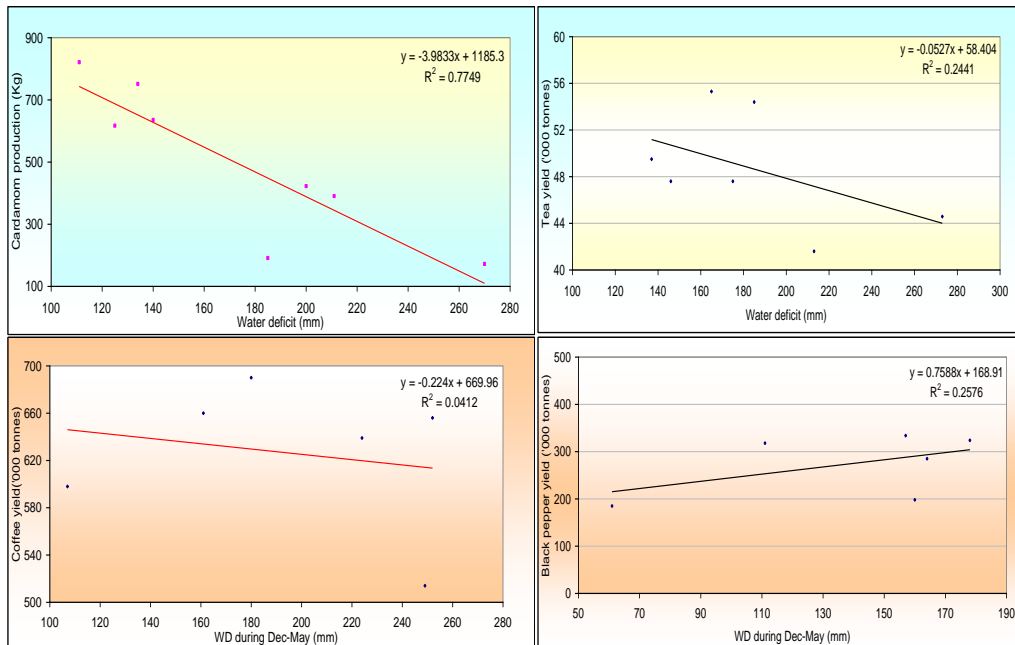 y = -3.9833x + 1185.3
R2 = 0.7749
900
700
500
300
100
100 120 140 160 180 200 220 240 260 280
Cardamom production (Kg)
Water deficit (mm)
y = -0.0527x + 58.404
R2 = 0.2441
60
56
52
48
44
40
100 120 140 160 180 200 220 240 260 280 300
Tea yield ('000 tonnes)
Water deficit (mm)
y = -0.224x + 669.96
R2 = 0.0412
700
660
620
580
540
500
100 120 140 160 180 200 220 240 260 280
Coffee yield('000 tonnes)
WD during Dec-May (mm)
y = 0.7588x + 168.91
R2 = 0.2576
500
400
300
200
100
0
50 70 90 110 130 150 170 190
Black pepper yield ('000 tonnes)
WD during Dec-May (mm)